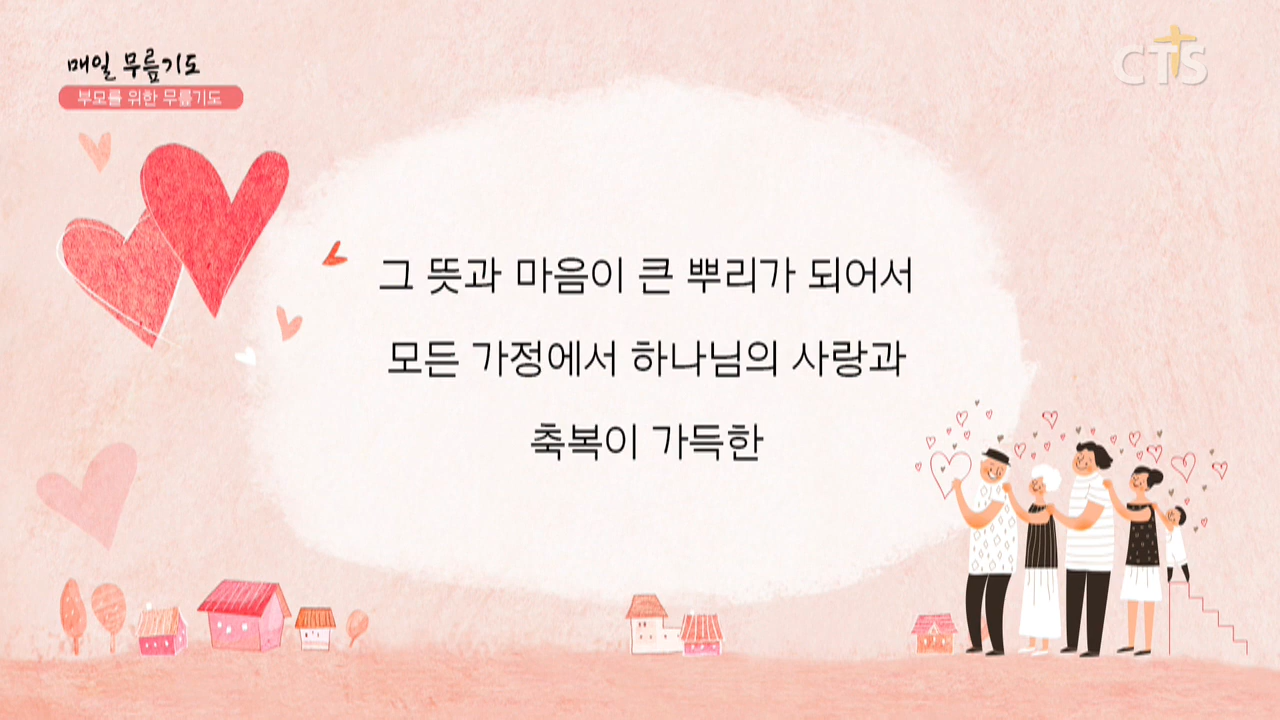 매일 무릎기도
부모를 위한 무릎기도
CTS
그 뜻과 마음이 큰 뿌리가 되어서
모든 가정에서 하나님의 사랑과
축복이 가득한